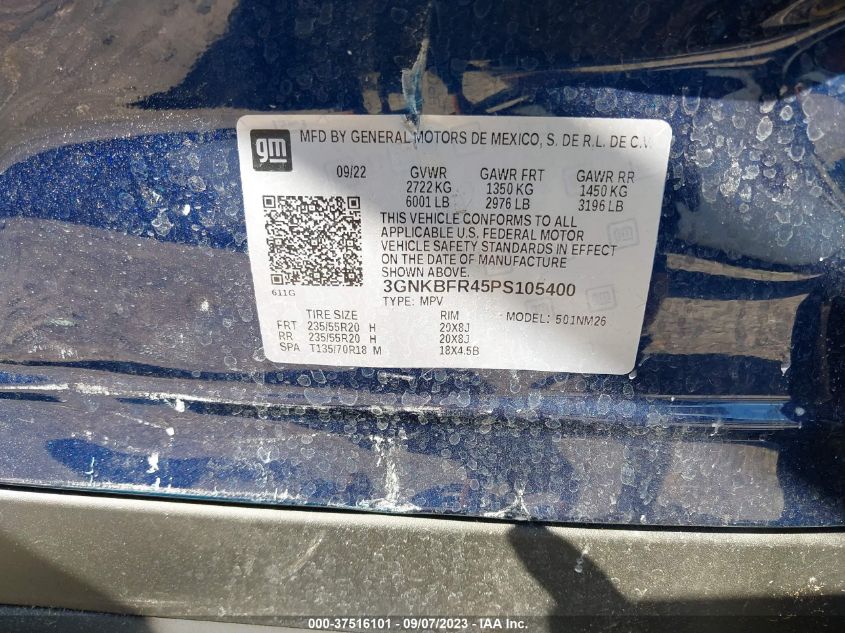 gm
MFD BY GENERAL MOTORS DE MEXICO, S. DE R.L. DE C.V.
09/22 GVWR GAWR FRT GAWR RR
2722 KG 1350 KG 1450 KG
6001 LB 2976 LB 3196 LB
THIS VEHICLE CONFORMS TO ALL
APPLICABLE U.S. FEDERAL MOTOR
VEHICLE SAFETY STANDARDS IN EFFECT
ON THE DATE OF MANUFACTURE
SHOWN ABOVE.
3GNKBFR45PS105400
611G
TYPE: MPV MODEL: 501NM26
TIRE SIZE RIM
FRT 235/55R20 H 20X8J
RR 235/55R20 H 20X8J
SPA T135/70R18 M 18X4.5B
000-37516101 - 09/07/2023 - © IAA Inc.